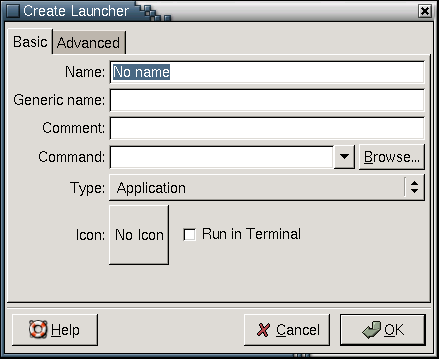 Create Launcher
Basic Advanced
Name: No name
Generic name:
Comment:
Command: Browse...
Type: Application
Icon: No Icon Run in Terminal
Help Cancel OK